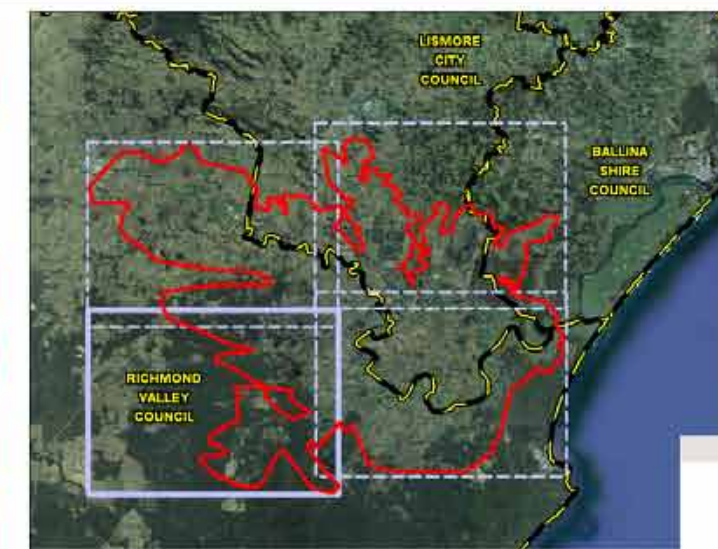 LISMORE
CITY
COUNCIL
BALLINA
SHIRE
COUNCIL
RICHMOND
VALLEY
COUNCIL